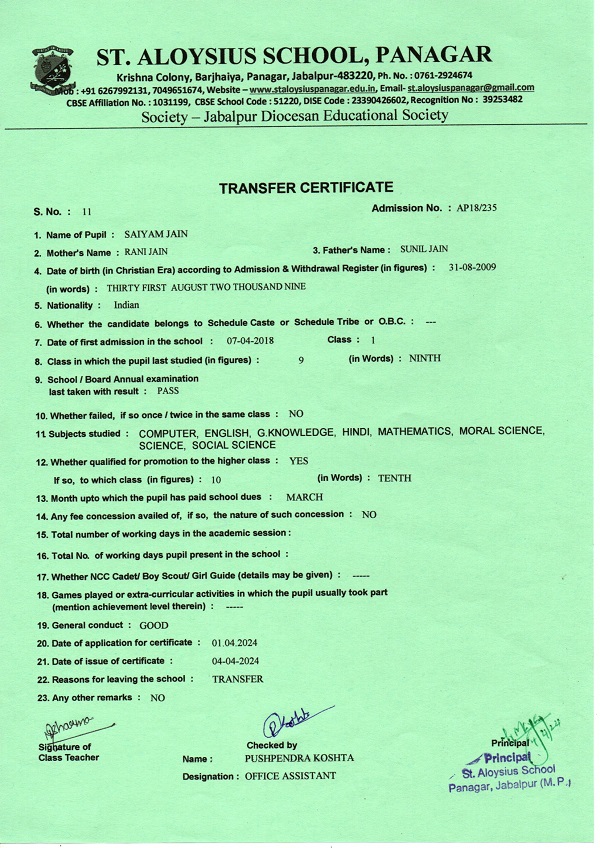 ST. ALOYSIUS SCHOOL, PANAGAR
Krishna Colony, Barjhaiya, Panagar, Jabalpur-483220, Ph. No. : 0761-2924674
Mob : +91 6267992131, 7049651674, Website – www.staloysiuspanagar.edu.in, Email- st.aloysiuspanagar@gmail.com
CBSE Affiliation No. : 1031199, CBSE School Code : 51220, DISE Code : 23390426602, Recognition No : 39253482
Society – Jabalpur Diocesan Educational Society
TRANSFER CERTIFICATE
S. No. : 11 Admission No. : AP18/235
1. Name of Pupil : SAIYAM JAIN
2. Mother's Name : RANI JAIN 3. Father's Name : SUNIL JAIN
4. Date of birth (in Christian Era) according to Admission & Withdrawal Register (in figures) : 31-08-2009
(in words) : THIRTY FIRST AUGUST TWO THOUSAND NINE
5. Nationality : Indian
6. Whether the candidate belongs to Schedule Caste or Schedule Tribe or O.B.C. : ---
7. Date of first admission in the school : 07-04-2018 Class : 1
8. Class in which the pupil last studied (in figures) : 9 (in Words) : NINTH
9. School / Board Annual examination
last taken with result : PASS
10. Whether failed, if so once / twice in the same class : NO
11. Subjects studied : COMPUTER, ENGLISH, G.KNOWLEDGE, HINDI, MATHEMATICS, MORAL SCIENCE,
SCIENCE, SOCIAL SCIENCE
12. Whether qualified for promotion to the higher class : YES
If so, to which class (in figures) : 10 (in Words) : TENTH
13. Month upto which the pupil has paid school dues : MARCH
14. Any fee concession availed of, if so, the nature of such concession : NO
15. Total number of working days in the academic session :
16. Total No. of working days pupil present in the school :
17. Whether NCC Cadet/ Boy Scout/ Girl Guide (details may be given) : -----
18. Games played or extra-curricular activities in which the pupil usually took part
(mention achievement level therein) : -----
19. General conduct : GOOD
20. Date of application for certificate : 01.04.2024
21. Date of issue of certificate : 04-04-2024
22. Reasons for leaving the school : TRANSFER
23. Any other remarks : NO
Signature of
Class Teacher
Checked by
Name : PUSHPENDRA KOSHTA
Designation : OFFICE ASSISTANT
Principal
Principal
St. Aloysius School
Panagar, Jabalpur (M.P.)